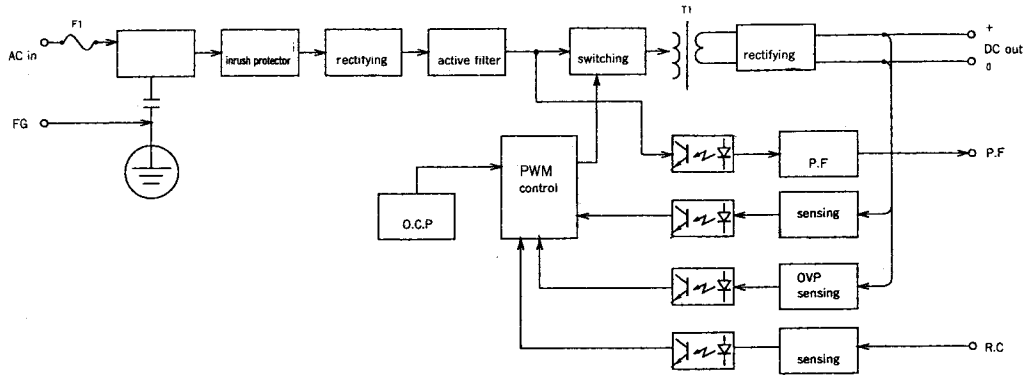 F1
T1
AC in
inrush protector
rectifying
active filter
switching
rectifying
+
DC out
0
FG
PWM
control
P.F
P.F
O.C.P
sensing
OVP
sensing
sensing
R.C